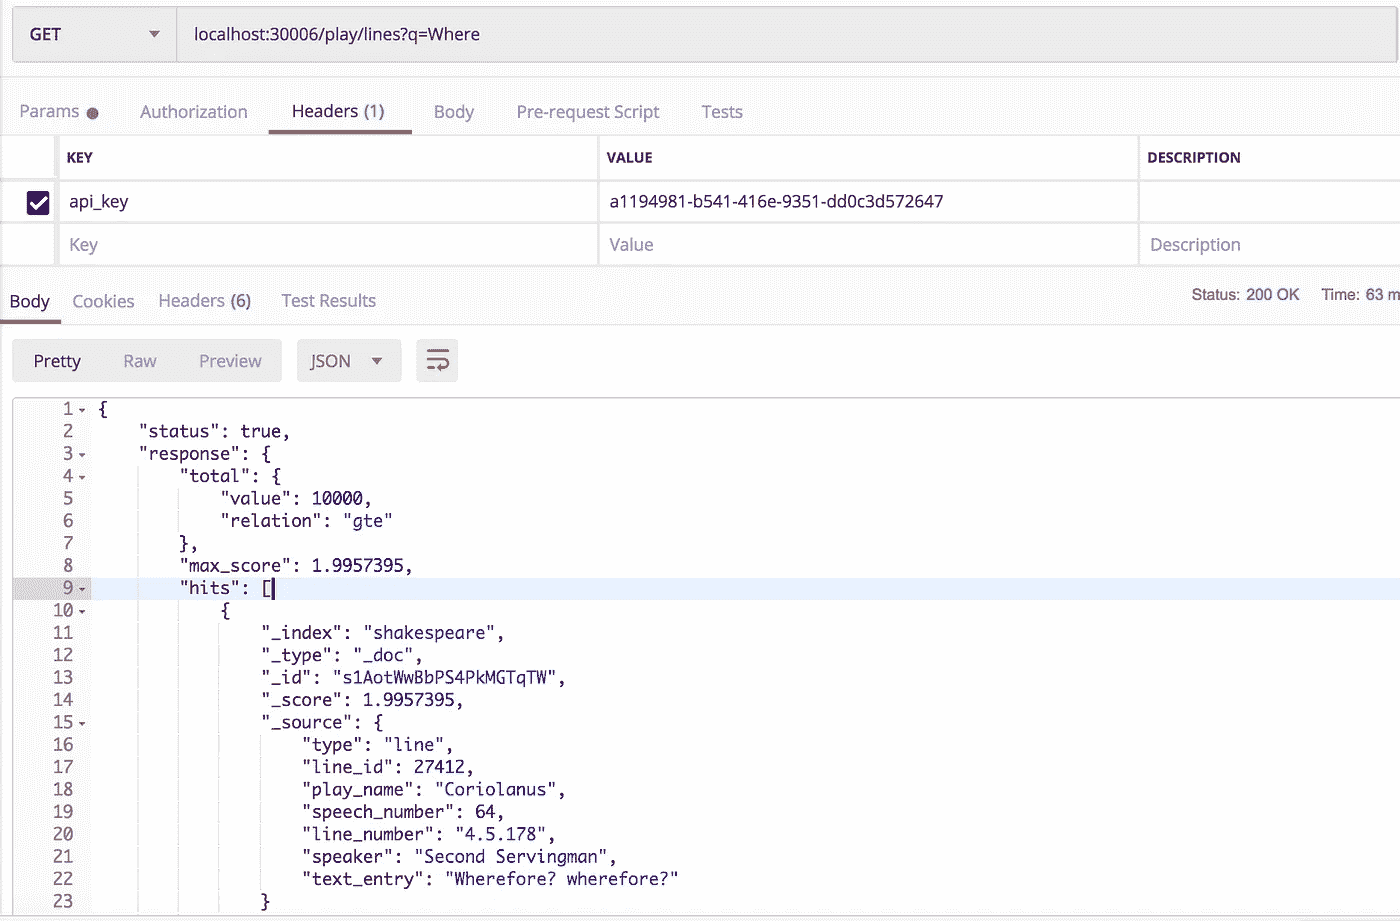 GET localhost:30006/play/lines?q=Where
Params Authorization Headers (1) Body Pre-request Script Tests
KEY VALUE DESCRIPTION
api_key a1194981-b541-416e-9351-dd0c3d572647
Key Value Description
Body Cookies Headers (6) Test Results Status: 200 OK Time: 63 m
Pretty Raw Preview JSON
1 {
2 "status": true,
3 "response": {
4 "total": {
5 "value": 10000,
6 "relation": "gte"
7 },
8 "max_score": 1.9957395,
9 "hits": [
10 {
11 "_index": "shakespeare",
12 "_type": "_doc",
13 "_id": "s1AotWwBbPS4PkMGTqTW",
14 "_score": 1.9957395,
15 "_source": {
16 "type": "line",
17 "line_id": 27412,
18 "play_name": "Coriolanus",
19 "speech_number": 64,
20 "line_number": "4.5.178",
21 "speaker": "Second Servingman",
22 "text_entry": "Wherefore? wherefore?"
23 }